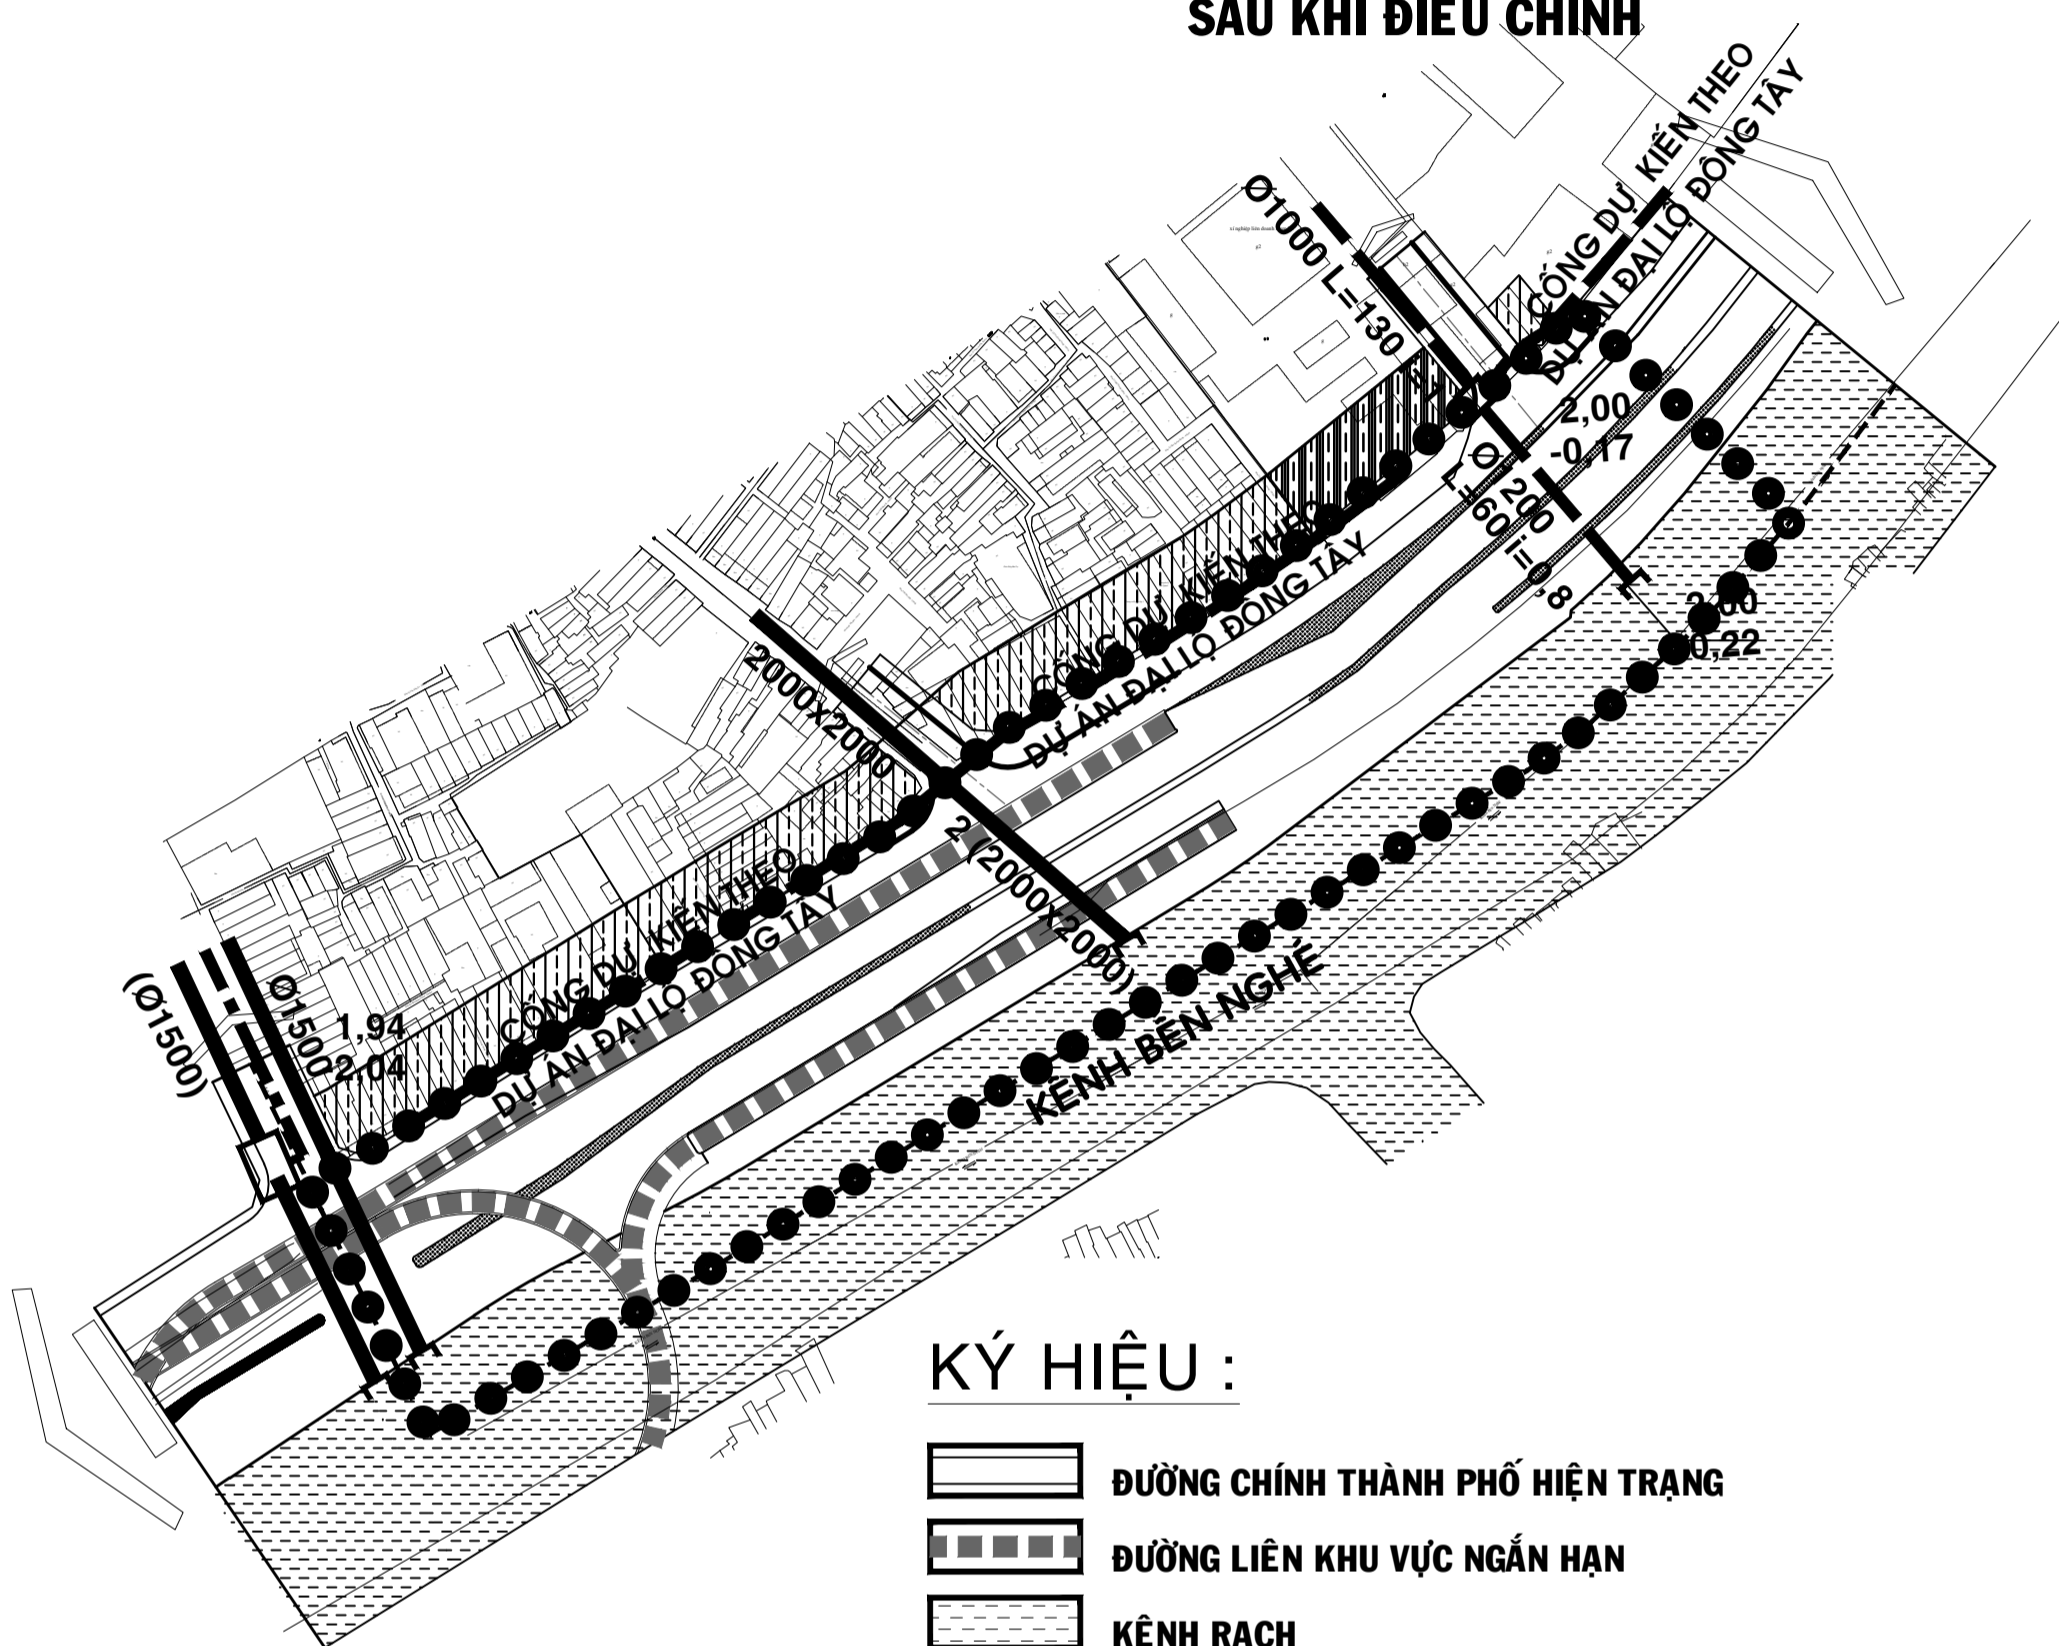 SAU KHI ĐIỀU CHỈNH
CỐNG DỰ KIẾN THEO
DỰ ÁN ĐẠI LỘ ĐÔNG TÂY
Ø1000 L=130
2,00
-0,17
Ø1200
L=60 i=0,8
2,00
0,22
CỐNG DỰ KIẾN THEO
DỰ ÁN ĐẠI LỘ ĐÔNG TÂY
2000x2000
2 (2000x2000)
CỐNG DỰ KIẾN THEO
DỰ ÁN ĐẠI LỘ ĐÔNG TÂY
(Ø1500)
Ø1500
1,94
2,04
KÊNH BẾN NGHÉ
KÝ HIỆU :
ĐƯỜNG CHÍNH THÀNH PHỐ HIỆN TRẠNG
ĐƯỜNG LIÊN KHU VỰC NGẮN HẠN
KÊNH RẠCH